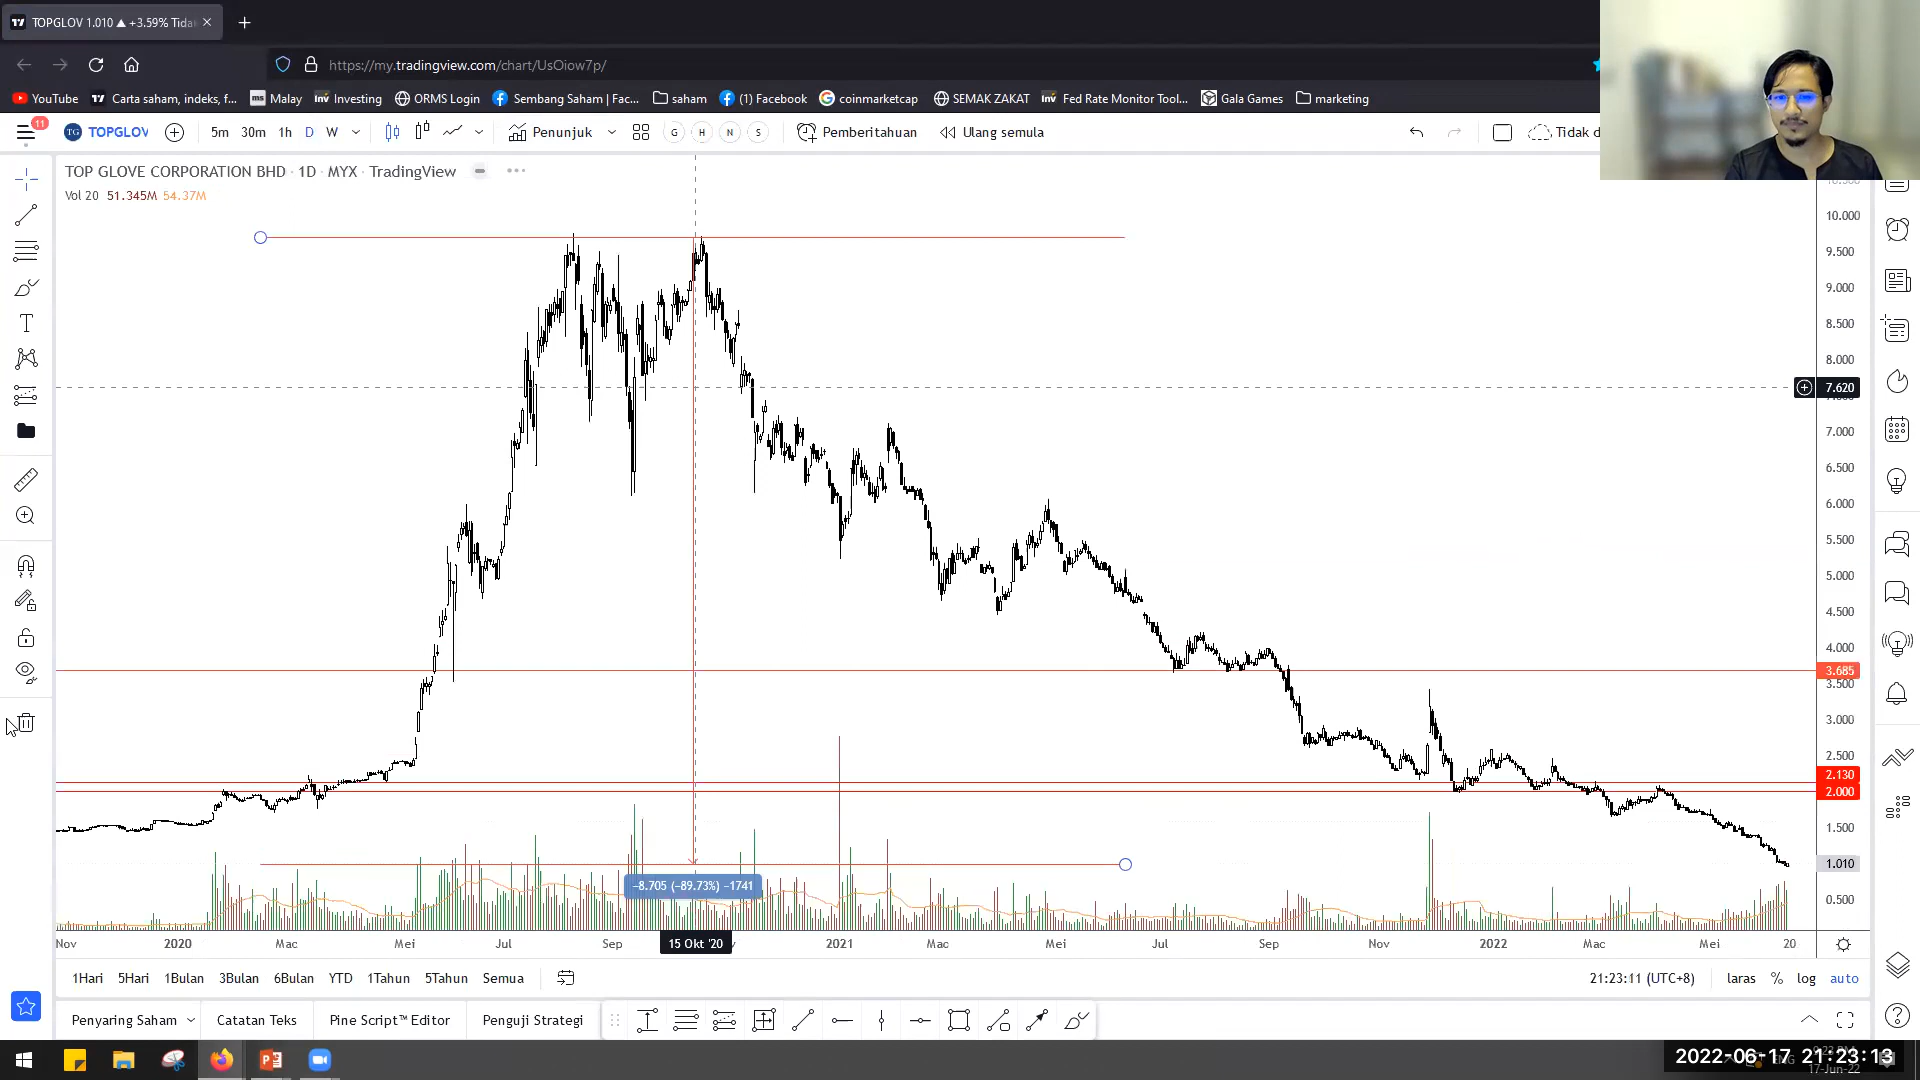 TOPGLOV 1.010 ▲ +3.59% Tida
https://my.tradingview.com/chart/UsOiow7p/
YouTube Carta saham, indeks, f... Malay Investing ORMS Login Sembang Saham | Fac... saham (1) Facebook coinmarketcap SEMAK ZAKAT Fed Rate Monitor Tool... Gala Games marketing
11
TG TOPGLOV 5m 30m 1h D W Penunjuk G H N S Pemberitahuan Ulang semula Tidak d
TOP GLOVE CORPORATION BHD · 1D · MYX · TradingView
Vol 20 51.345M 54.37M
10.000
9.500
9.000
8.500
8.000
7.620
7.000
6.500
6.000
5.500
5.000
4.500
4.000
3.685
3.500
3.000
2.500
2.130
2.000
1.500
1.010
0.500
−8.705 (−89.73%) −1741
Nov 2020 Mac Mei Jul Sep 15 Okt '20 2021 Mac Mei Jul Sep Nov 2022 Mac Mei 20
1Hari 5Hari 1Bulan 3Bulan 6Bulan YTD 1Tahun 5Tahun Semua 21:23:11 (UTC+8) laras % log auto
Penyaring Saham Catatan Teks Pine Script™ Editor Penguji Strategi
2022-06-17 21:23:13
17-Jun-22